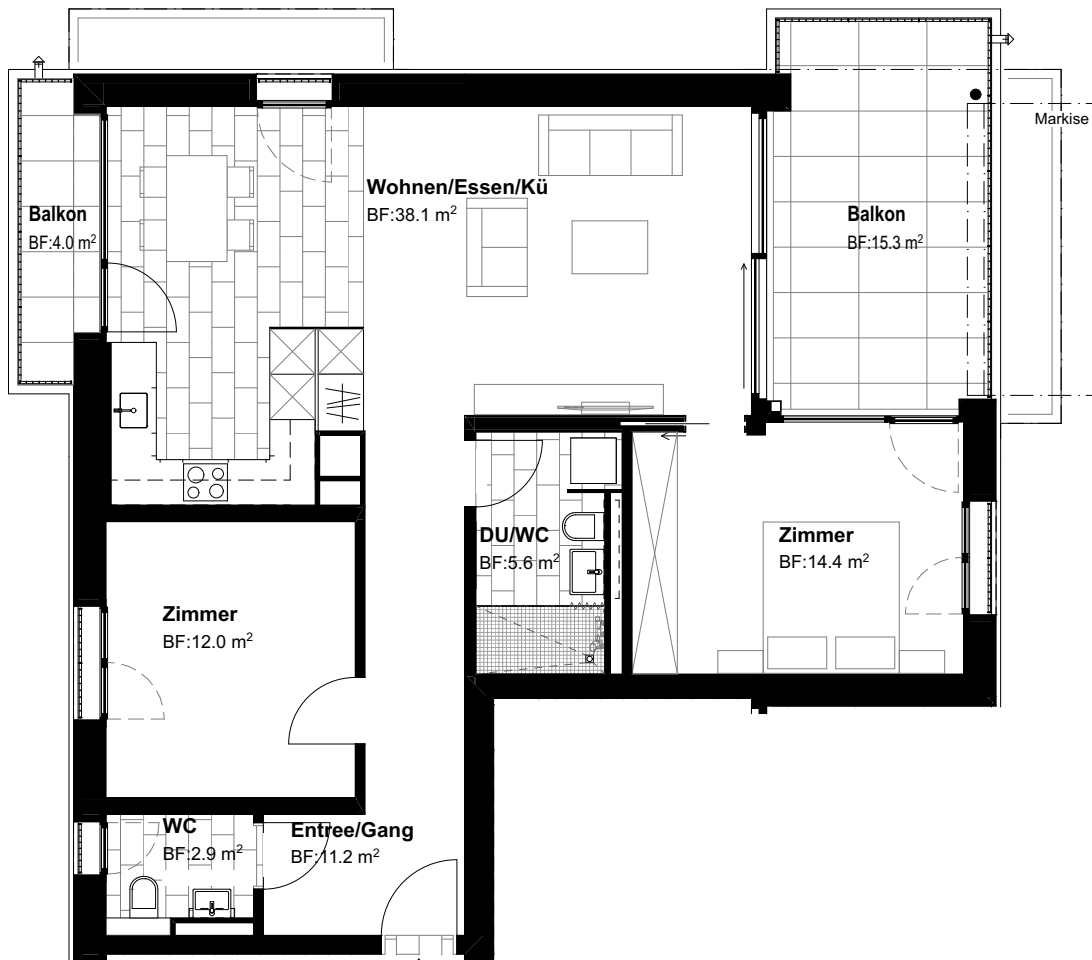 Markise
Wohnen/Essen/Kü
BF:38.1 m²
Balkon
BF:4.0 m²
Balkon
BF:15.3 m²
DU/WC
BF:5.6 m²
Zimmer
BF:14.4 m²
Zimmer
BF:12.0 m²
WC
BF:2.9 m²
Entree/Gang
BF:11.2 m²